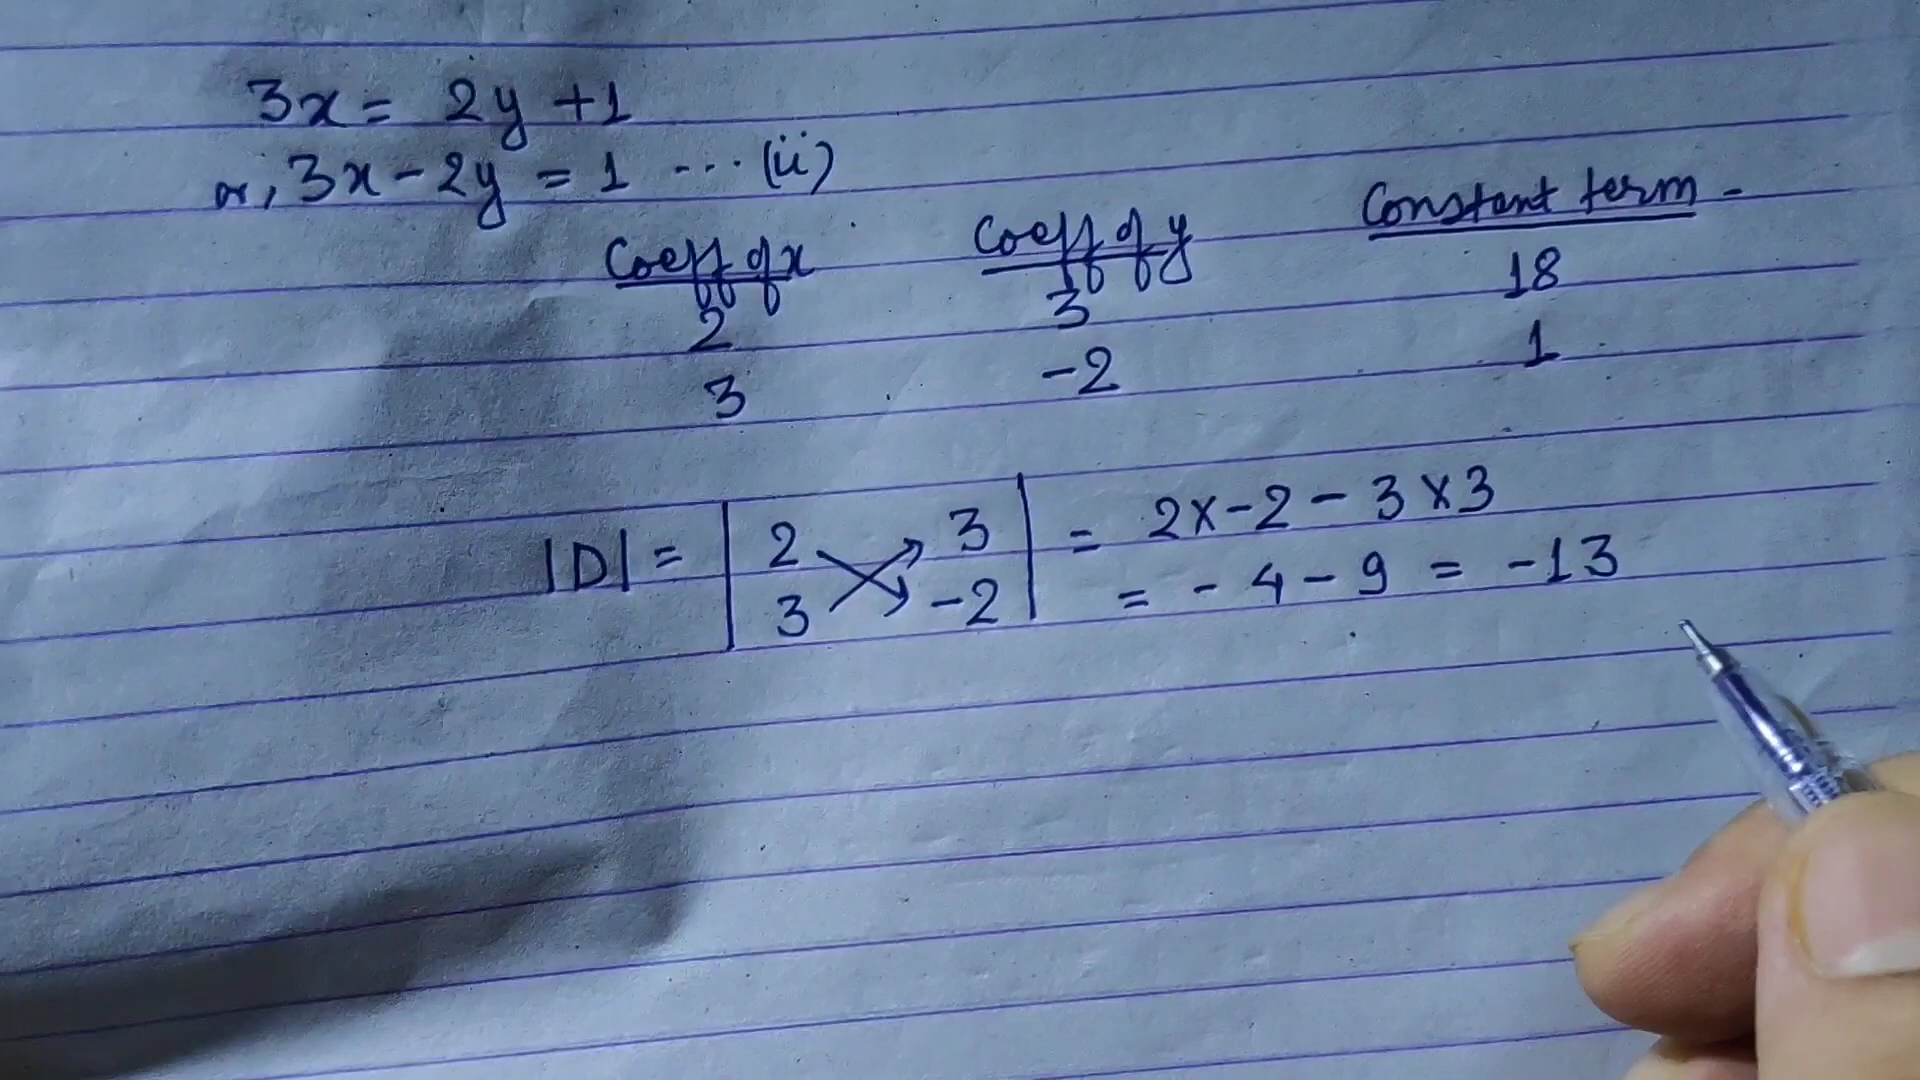 3x = 2y + 1
or, 3x - 2y = 1 ... (ii)
Coeff of x Coeff of y Constant term -
2 3 18
3 -2 1
|D| = | 2 3 | = 2 x -2 - 3 x 3
| 3 -2 | = - 4 - 9 = -13